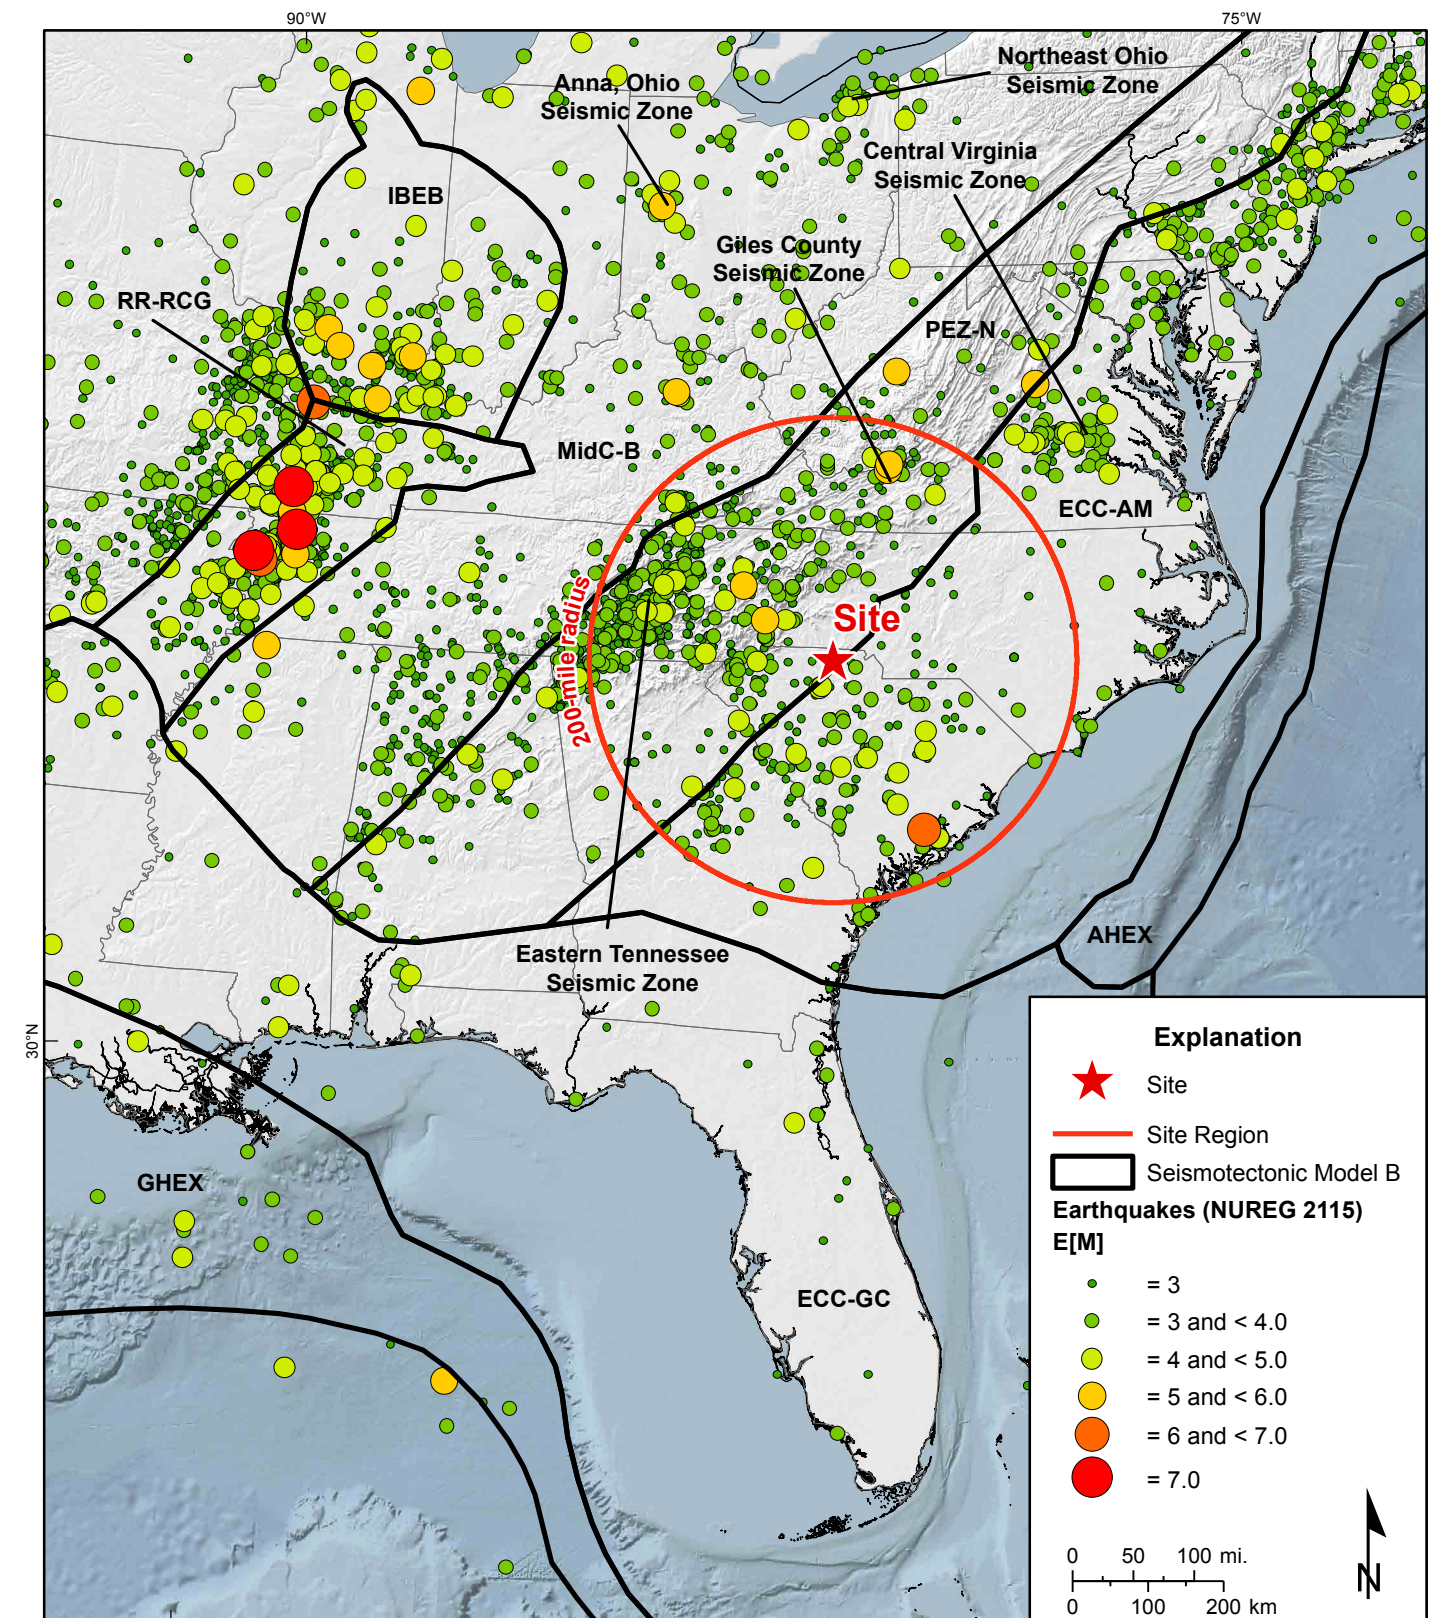 90°W
75°W
Northeast Ohio
Seismic Zone
Anna, Ohio
Seismic Zone
Central Virginia
Seismic Zone
IBEB
Giles County
Seismic Zone
RR-RCG
PEZ-N
MidC-B
ECC-AM
200-mile radius
Site
Eastern Tennessee
Seismic Zone
AHEX
30°N
GHEX
ECC-GC
Explanation
Site
Site Region
Seismotectonic Model B
Earthquakes (NUREG 2115)
E[M]
= 3
= 3 and < 4.0
= 4 and < 5.0
= 5 and < 6.0
= 6 and < 7.0
= 7.0
0 50 100 mi.
0 100 200 km
N